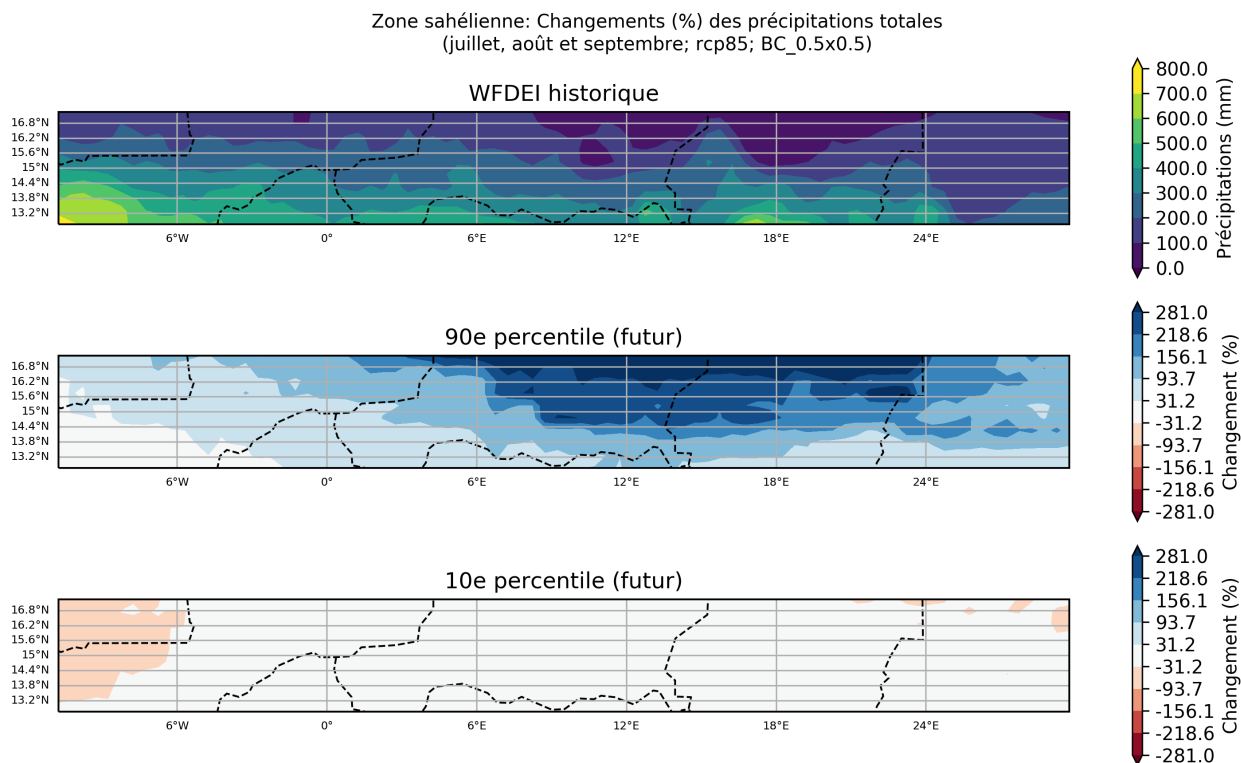 Zone sahélienne: Changements (%) des précipitations totales
(juillet, août et septembre; rcp85; BC_0.5x0.5)
WFDEI historique
16.8°N
16.2°N
15.6°N
15°N
14.4°N
13.8°N
13.2°N
6°W
0°
6°E
12°E
18°E
24°E
800.0
700.0
600.0
500.0
400.0
300.0
200.0
100.0
0.0
Précipitations (mm)
90e percentile (futur)
16.8°N
16.2°N
15.6°N
15°N
14.4°N
13.8°N
13.2°N
6°W
0°
6°E
12°E
18°E
24°E
281.0
218.6
156.1
93.7
31.2
-31.2
-93.7
-156.1
-218.6
-281.0
Changement (%)
10e percentile (futur)
16.8°N
16.2°N
15.6°N
15°N
14.4°N
13.8°N
13.2°N
6°W
0°
6°E
12°E
18°E
24°E
281.0
218.6
156.1
93.7
31.2
-31.2
-93.7
-156.1
-218.6
-281.0
Changement (%)